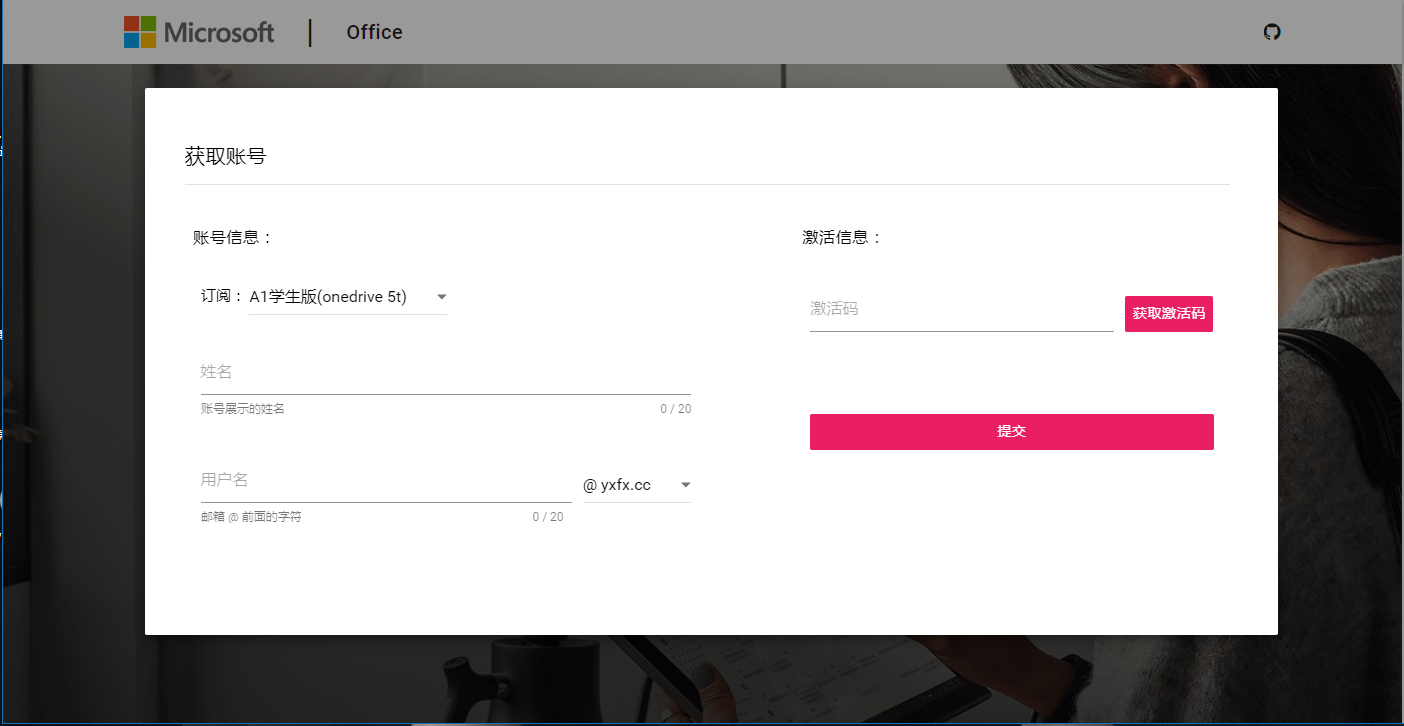 Microsoft | Office
获取账号
账号信息：
激活信息：
订阅： A1学生版(onedrive 5t)
激活码
获取激活码
姓名
账号展示的姓名 0 / 20
提交
用户名 @ yxfx.cc
邮箱 @ 前面的字符 0 / 20